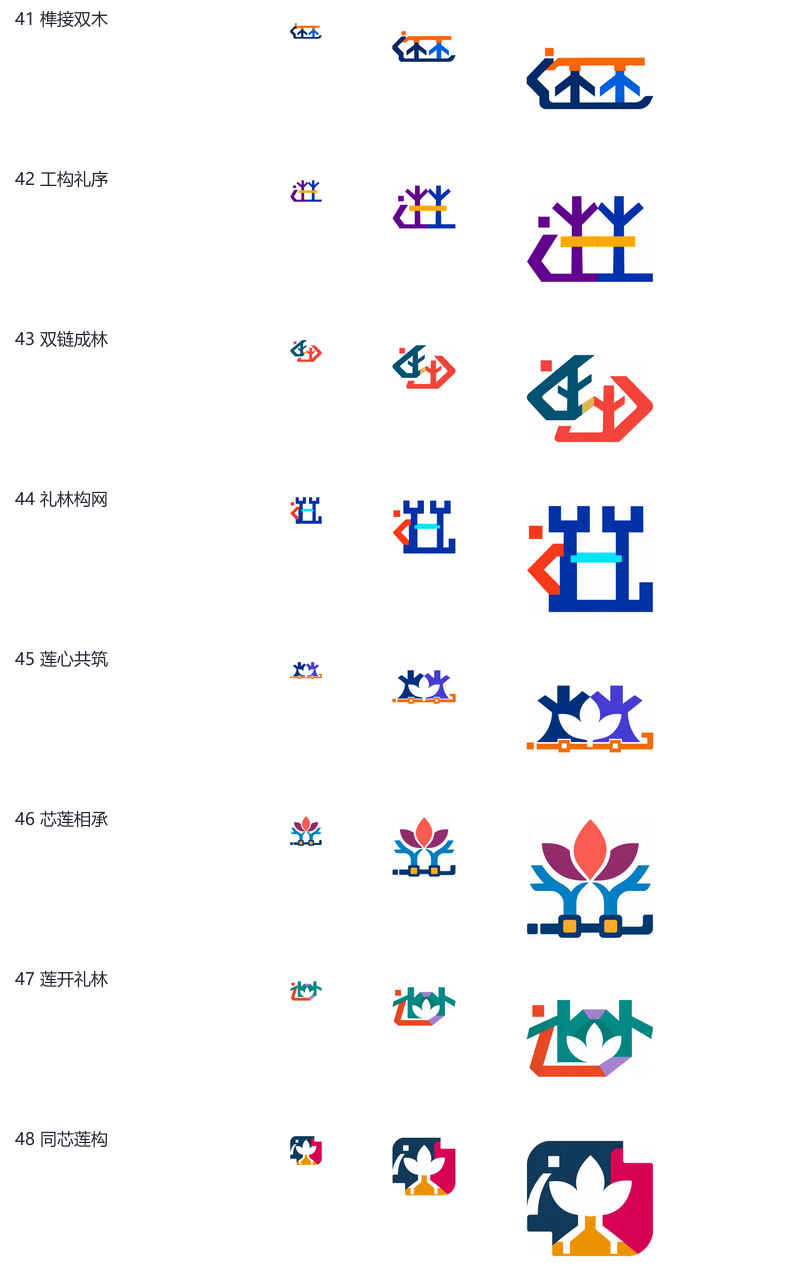 41 榫接双木
42 工构礼序
43 双链成林
44 礼林构网
45 莲心共筑
46 芯莲相承
47 莲开礼林
48 同芯莲构